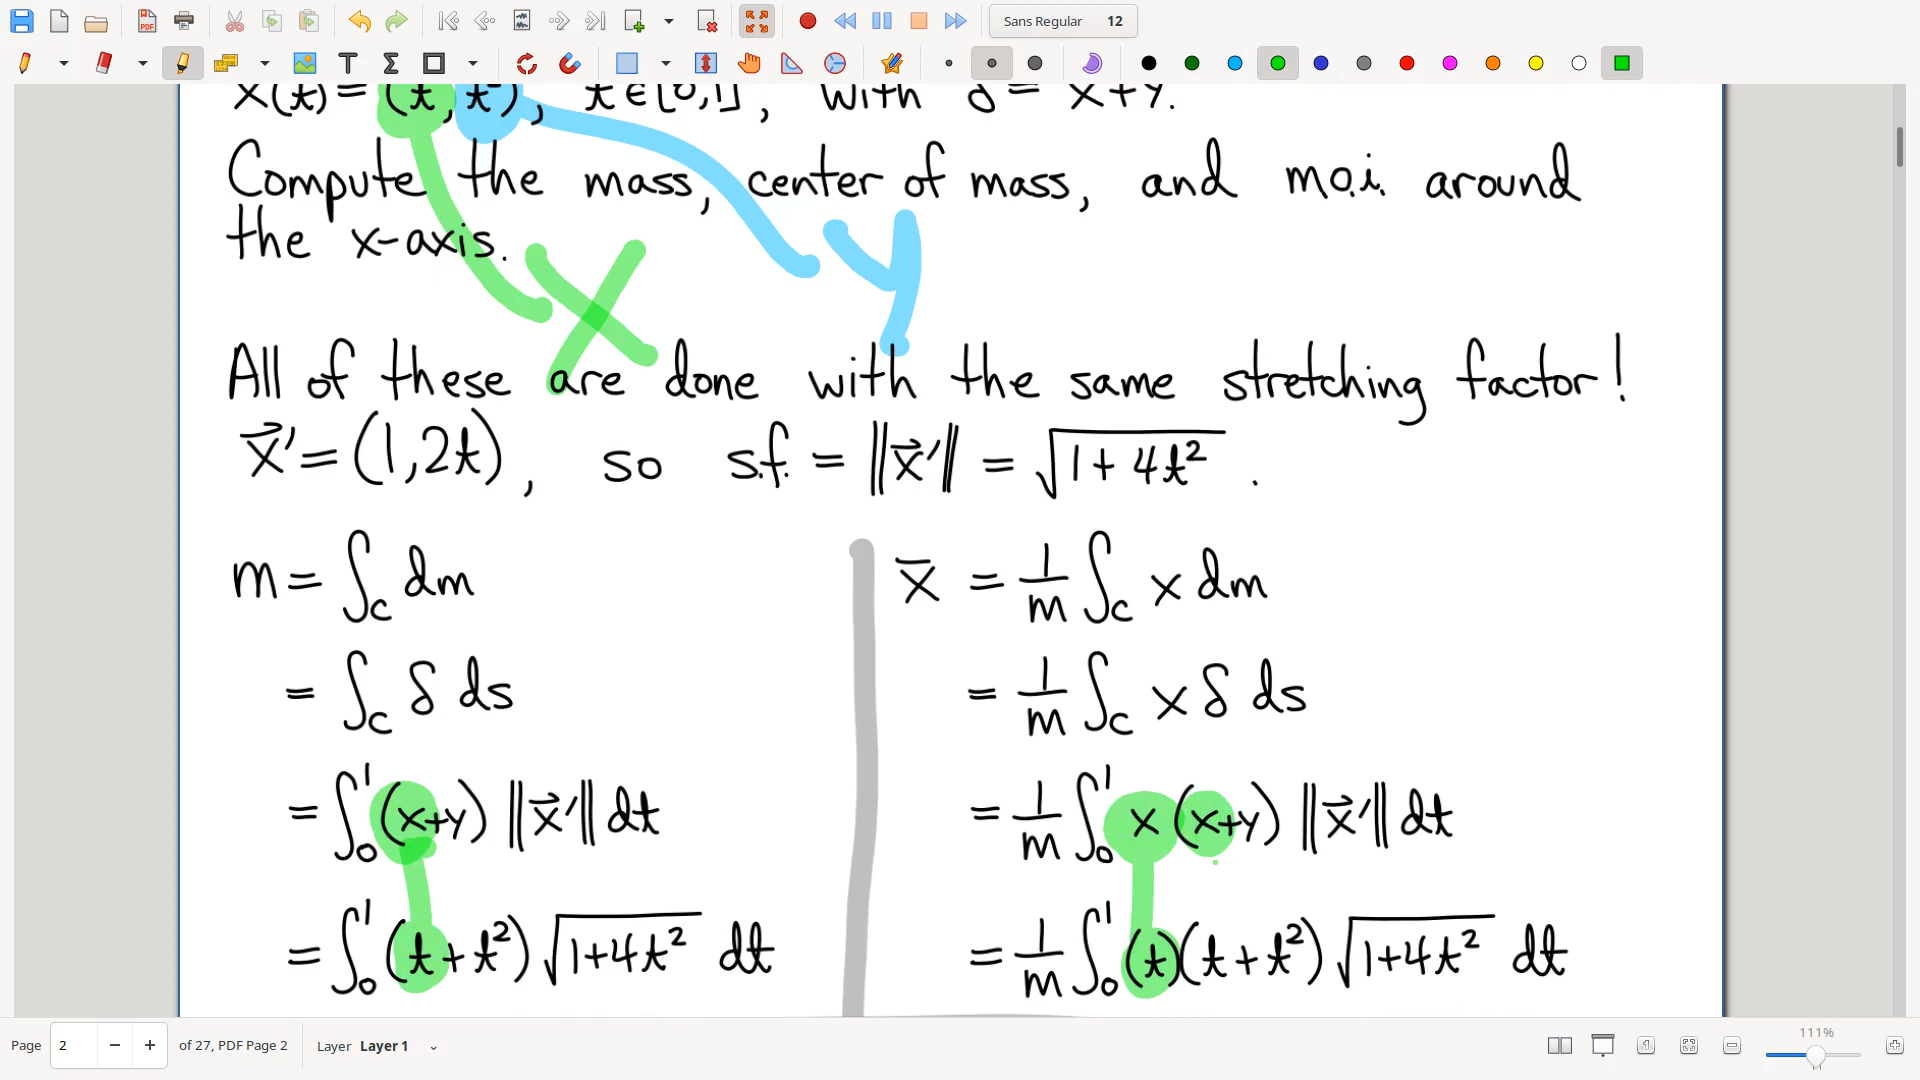 Sans Regular 12
x(t) = (t, t²), t ∈ [0,1], with δ = x+y.
Compute the mass, center of mass, and m.o.i. around
the x-axis.
X Y
All of these are done with the same stretching factor!
x⃗' = (1, 2t), so s.f. = ‖x⃗'‖ = √(1+4t²) .
m = ∫_C dm
= ∫_C δ ds
= ∫₀¹ (x+y) ‖x⃗'‖ dt
= ∫₀¹ (t+t²) √(1+4t²) dt
x̄ = 1/m ∫_C x dm
= 1/m ∫_C x δ ds
= 1/m ∫₀¹ x (x+y) ‖x⃗'‖ dt
= 1/m ∫₀¹ (t)(t+t²) √(1+4t²) dt
Page 2 − + of 27, PDF Page 2 Layer Layer 1
111%